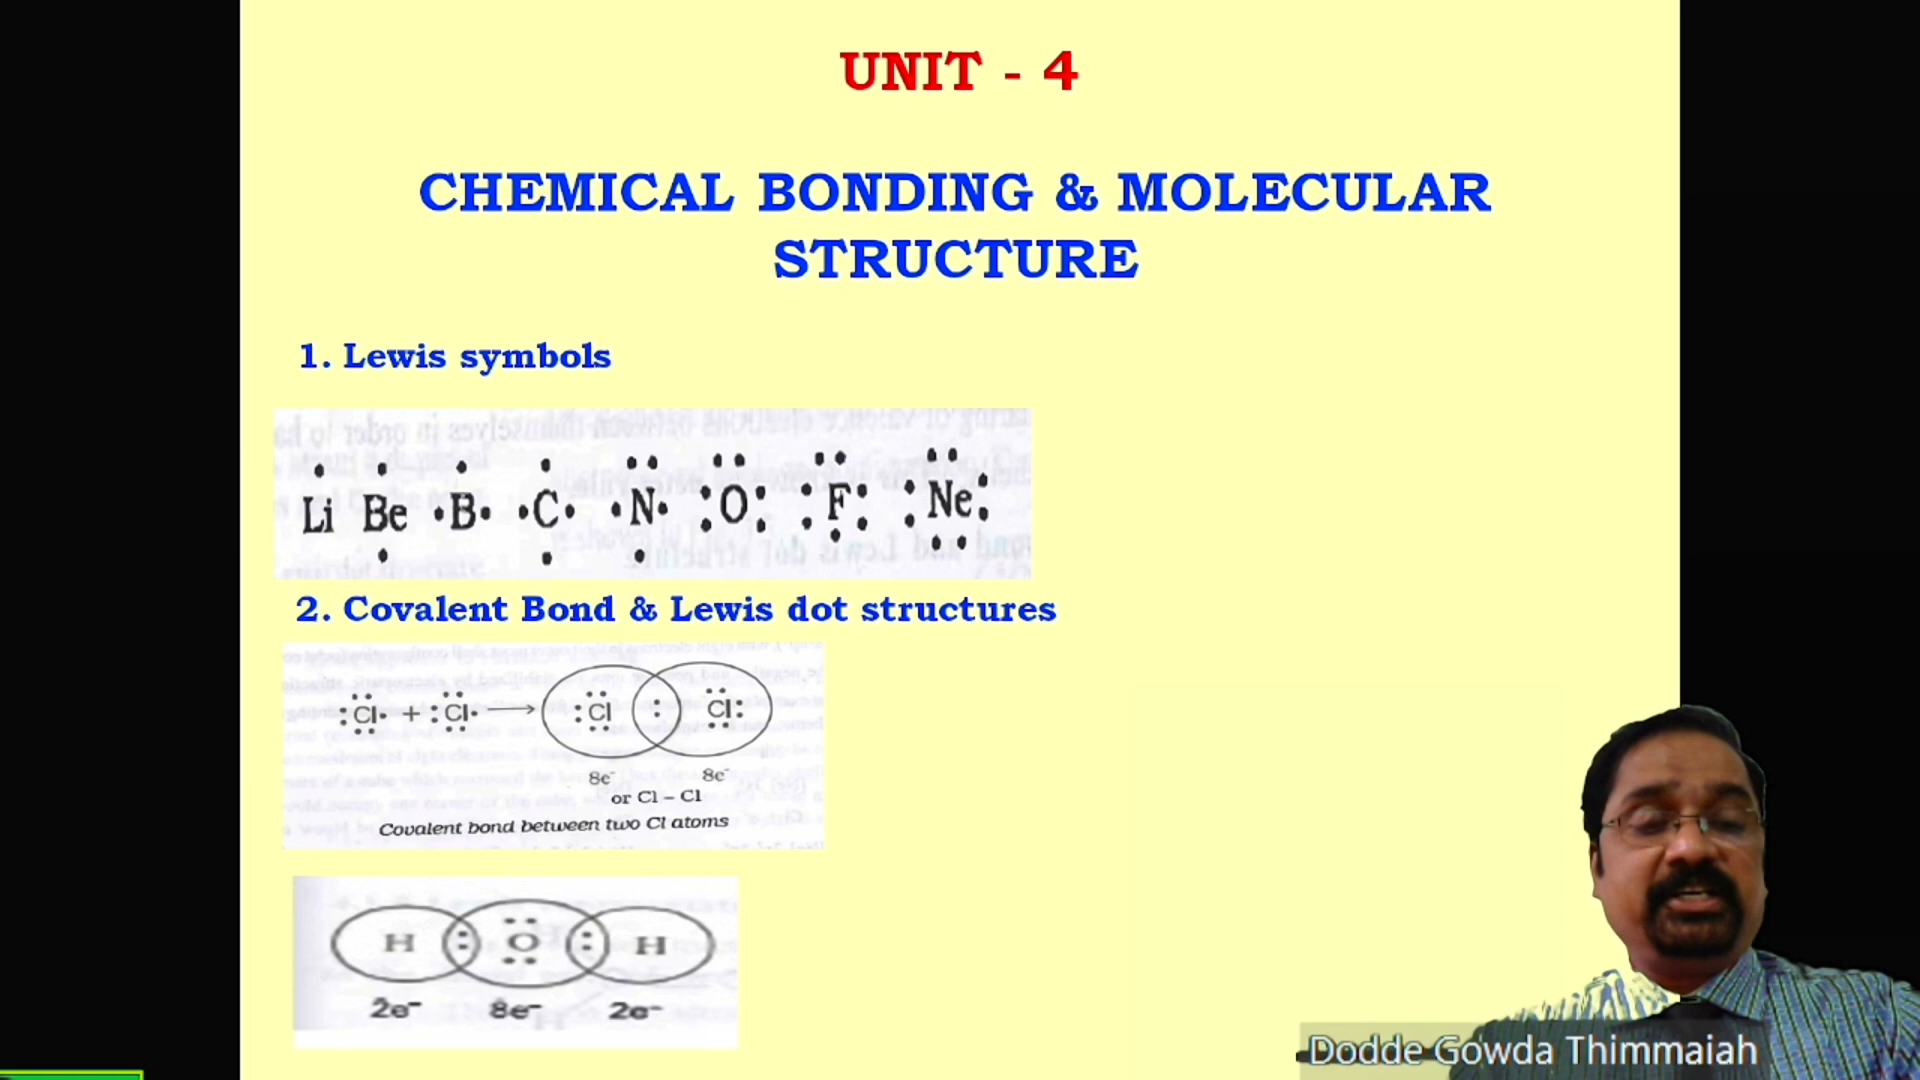 UNIT - 4
CHEMICAL BONDING & MOLECULAR
STRUCTURE
1. Lewis symbols
Li Be B C N O F Ne
2. Covalent Bond & Lewis dot structures
Cl + Cl → Cl : Cl
8e⁻ 8e⁻
or Cl – Cl
Covalent bond between two Cl atoms
H : O : H
2e⁻ 8e⁻ 2e⁻
Dodde Gowda Thimmaiah